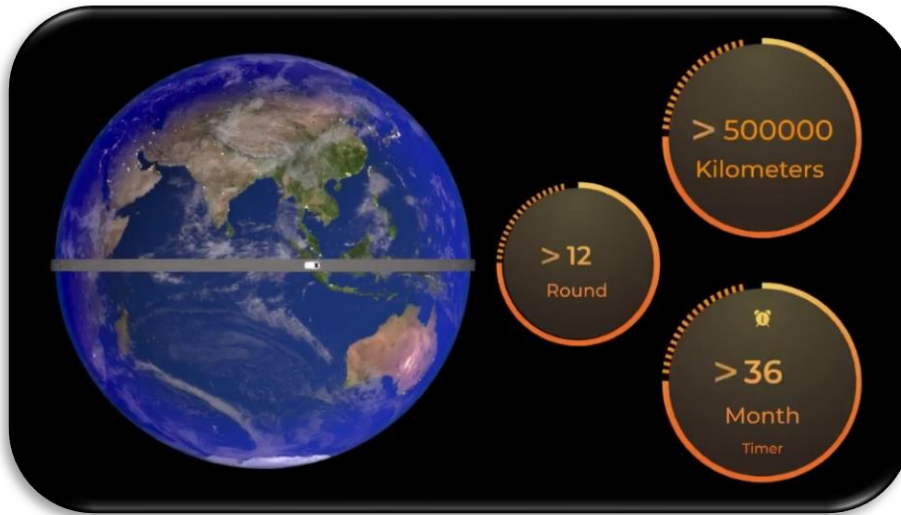 > 500000
Kilometers
> 12
Round
> 36
Month
Timer